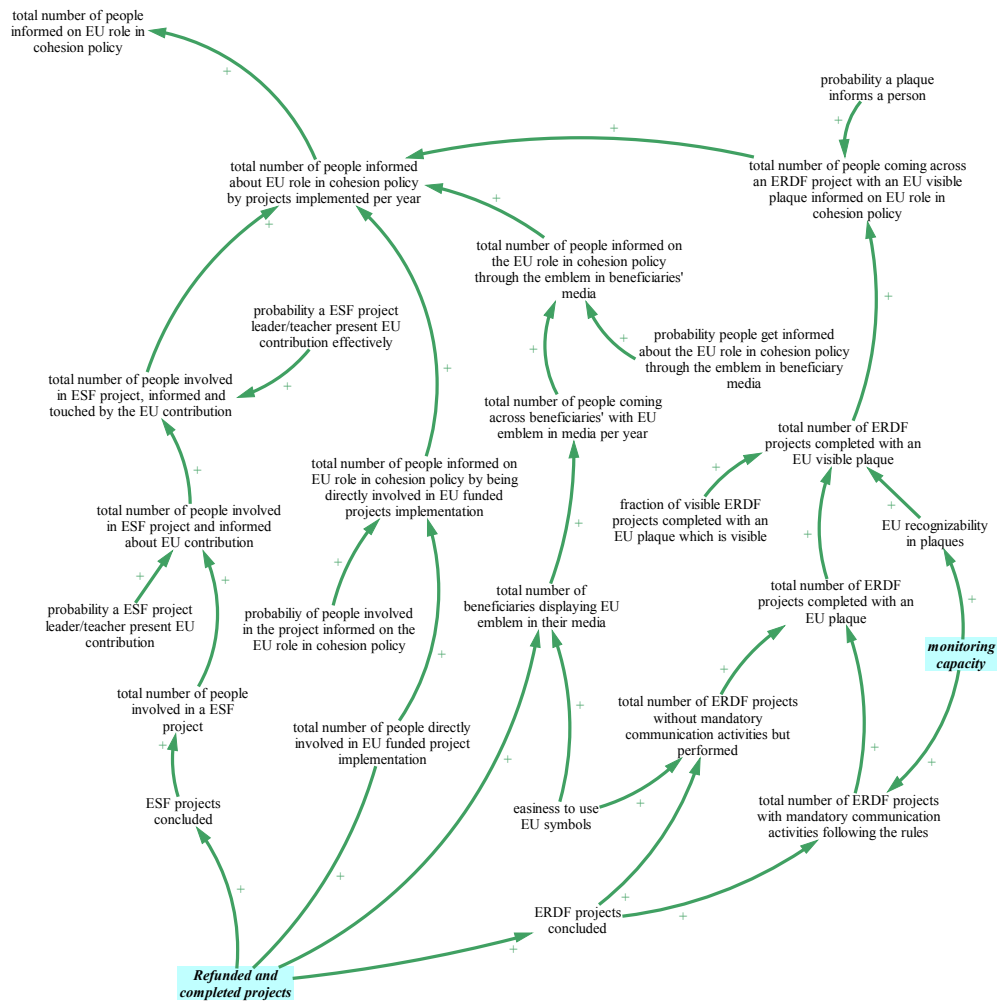 total number of people
informed on EU role in
cohesion policy
probability a plaque
informs a person
total number of people informed
about EU role in cohesion policy
by projects implemented per year
total number of people coming across
an ERDF project with an EU visible
plaque informed on EU role in
cohesion policy
total number of people informed on
the EU role in cohesion policy
through the emblem in beneficiaries'
media
probability a ESF project
leader/teacher present EU
contribution effectively
probability people get informed
about the EU role in cohesion policy
through the emblem in beneficiary
media
total number of people involved
in ESF project, informed and
touched by the EU contribution
total number of people coming
across beneficiaries' with EU
emblem in media per year
total number of ERDF
projects completed with an
EU visible plaque
total number of people informed on
EU role in cohesion policy by being
directly involved in EU funded
projects implementation
fraction of visible ERDF
projects completed with an
EU plaque which is visible
total number of people involved
in ESF project and informed
about EU contribution
EU recognizability
in plaques
total number of
beneficiaries displaying EU
emblem in their media
total number of ERDF
projects completed with an
EU plaque
probability a ESF project
leader/teacher present EU
contribution
probabiliy of people involved
in the project informed on the
EU role in cohesion policy
monitoring
capacity
total number of people
involved in a ESF
project
total number of ERDF projects
without mandatory
communication activities but
performed
total number of people directly
involved in EU funded project
implementation
ESF projects
concluded
easiness to use
EU symbols
total number of ERDF projects
with mandatory communication
activities following the rules
ERDF projects
concluded
Refunded and
completed projects